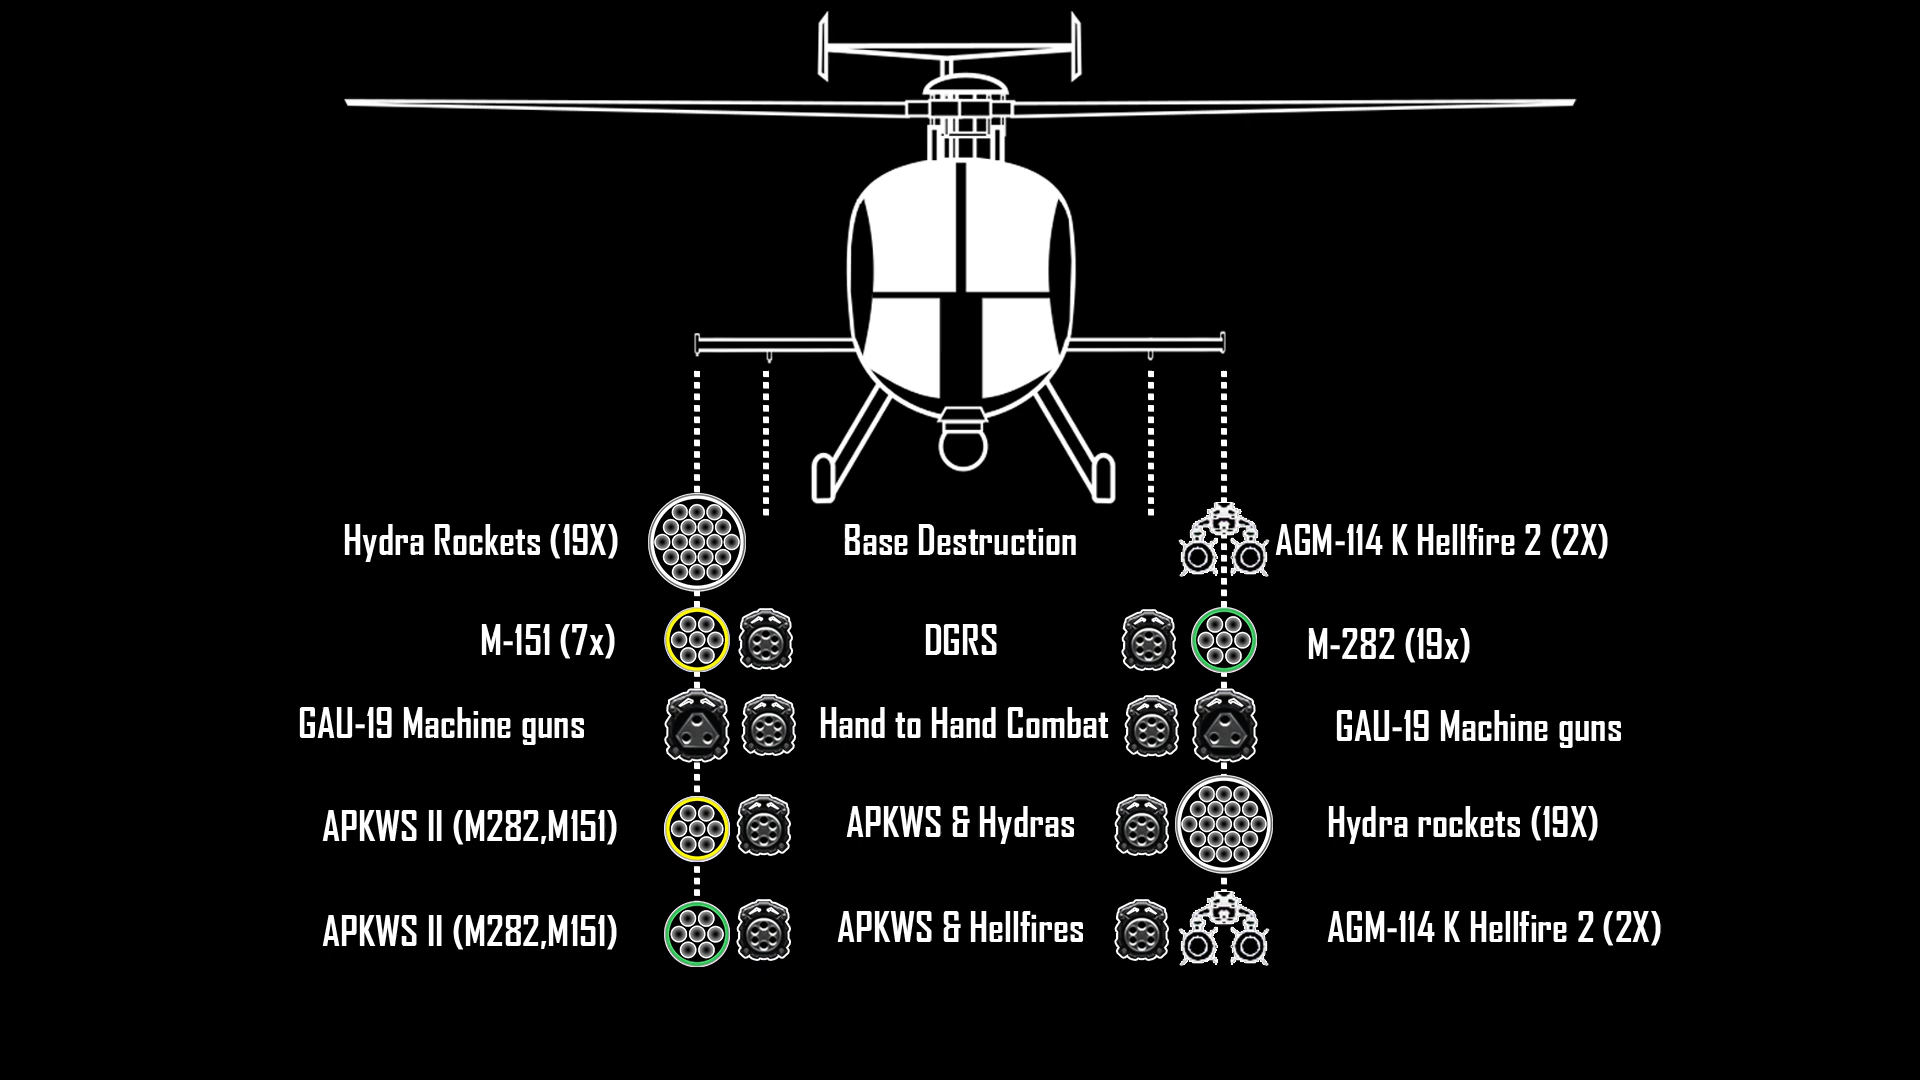 Hydra Rockets (19X)
Base Destruction
AGM-114 K Hellfire 2 (2X)
M-151 (7x)
DGRS
M-282 (19x)
GAU-19 Machine guns
Hand to Hand Combat
GAU-19 Machine guns
APKWS II (M282,M151)
APKWS & Hydras
Hydra rockets (19X)
APKWS II (M282,M151)
APKWS & Hellfires
AGM-114 K Hellfire 2 (2X)